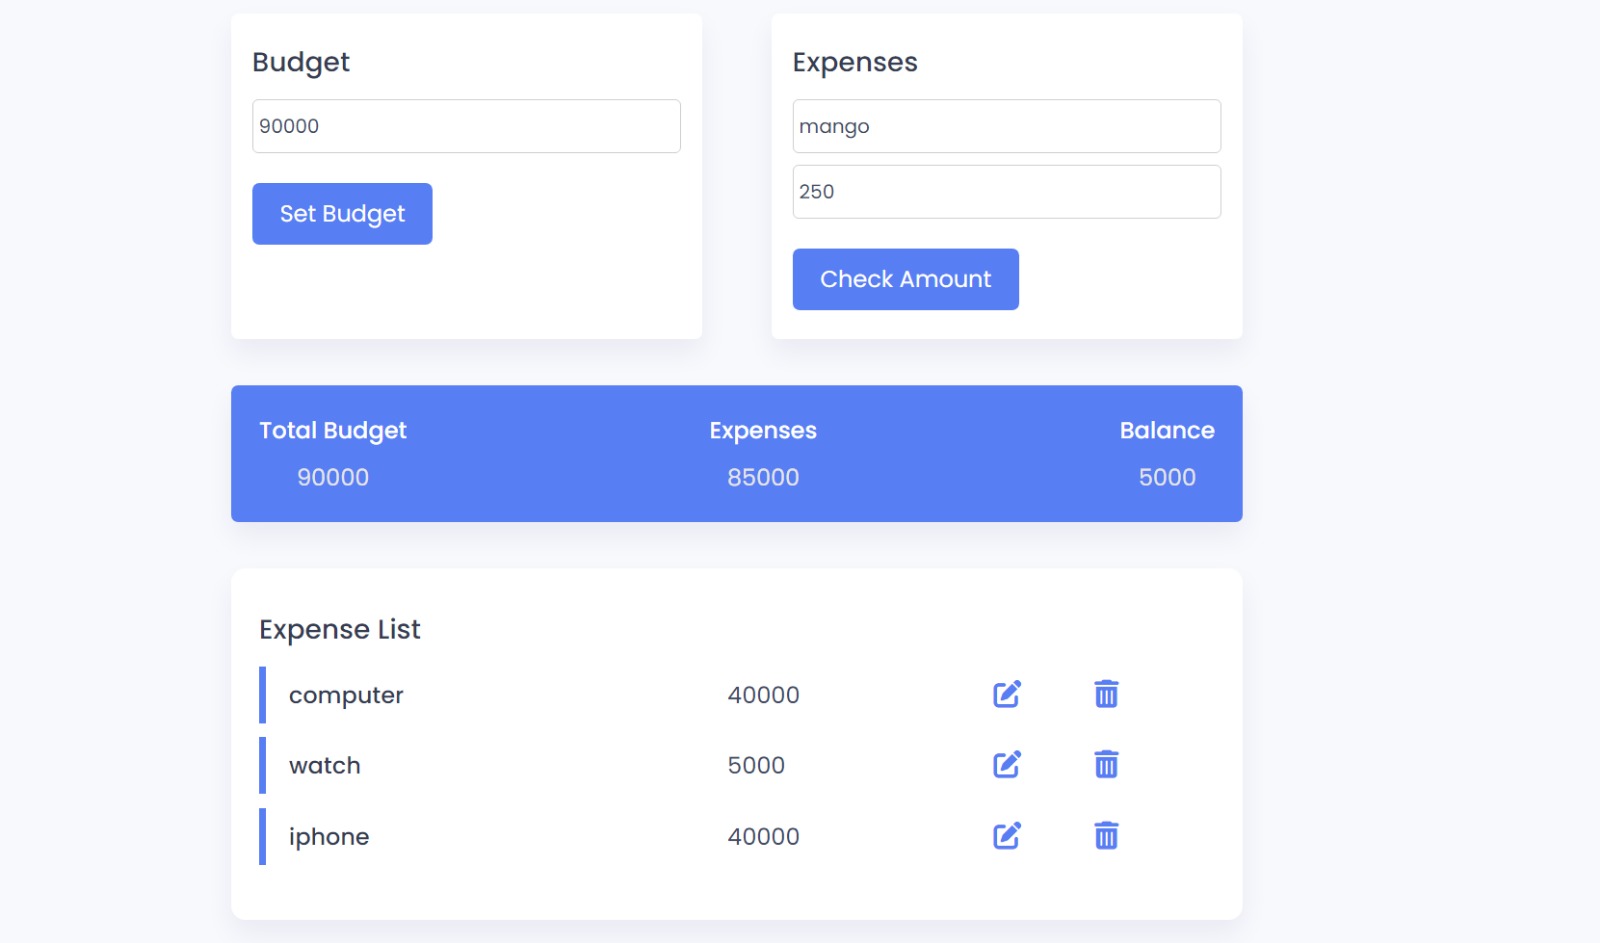 Budget
90000
Set Budget
Expenses
mango
250
Check Amount
Total Budget Expenses Balance
90000 85000 5000
Expense List
computer 40000
watch 5000
iphone 40000